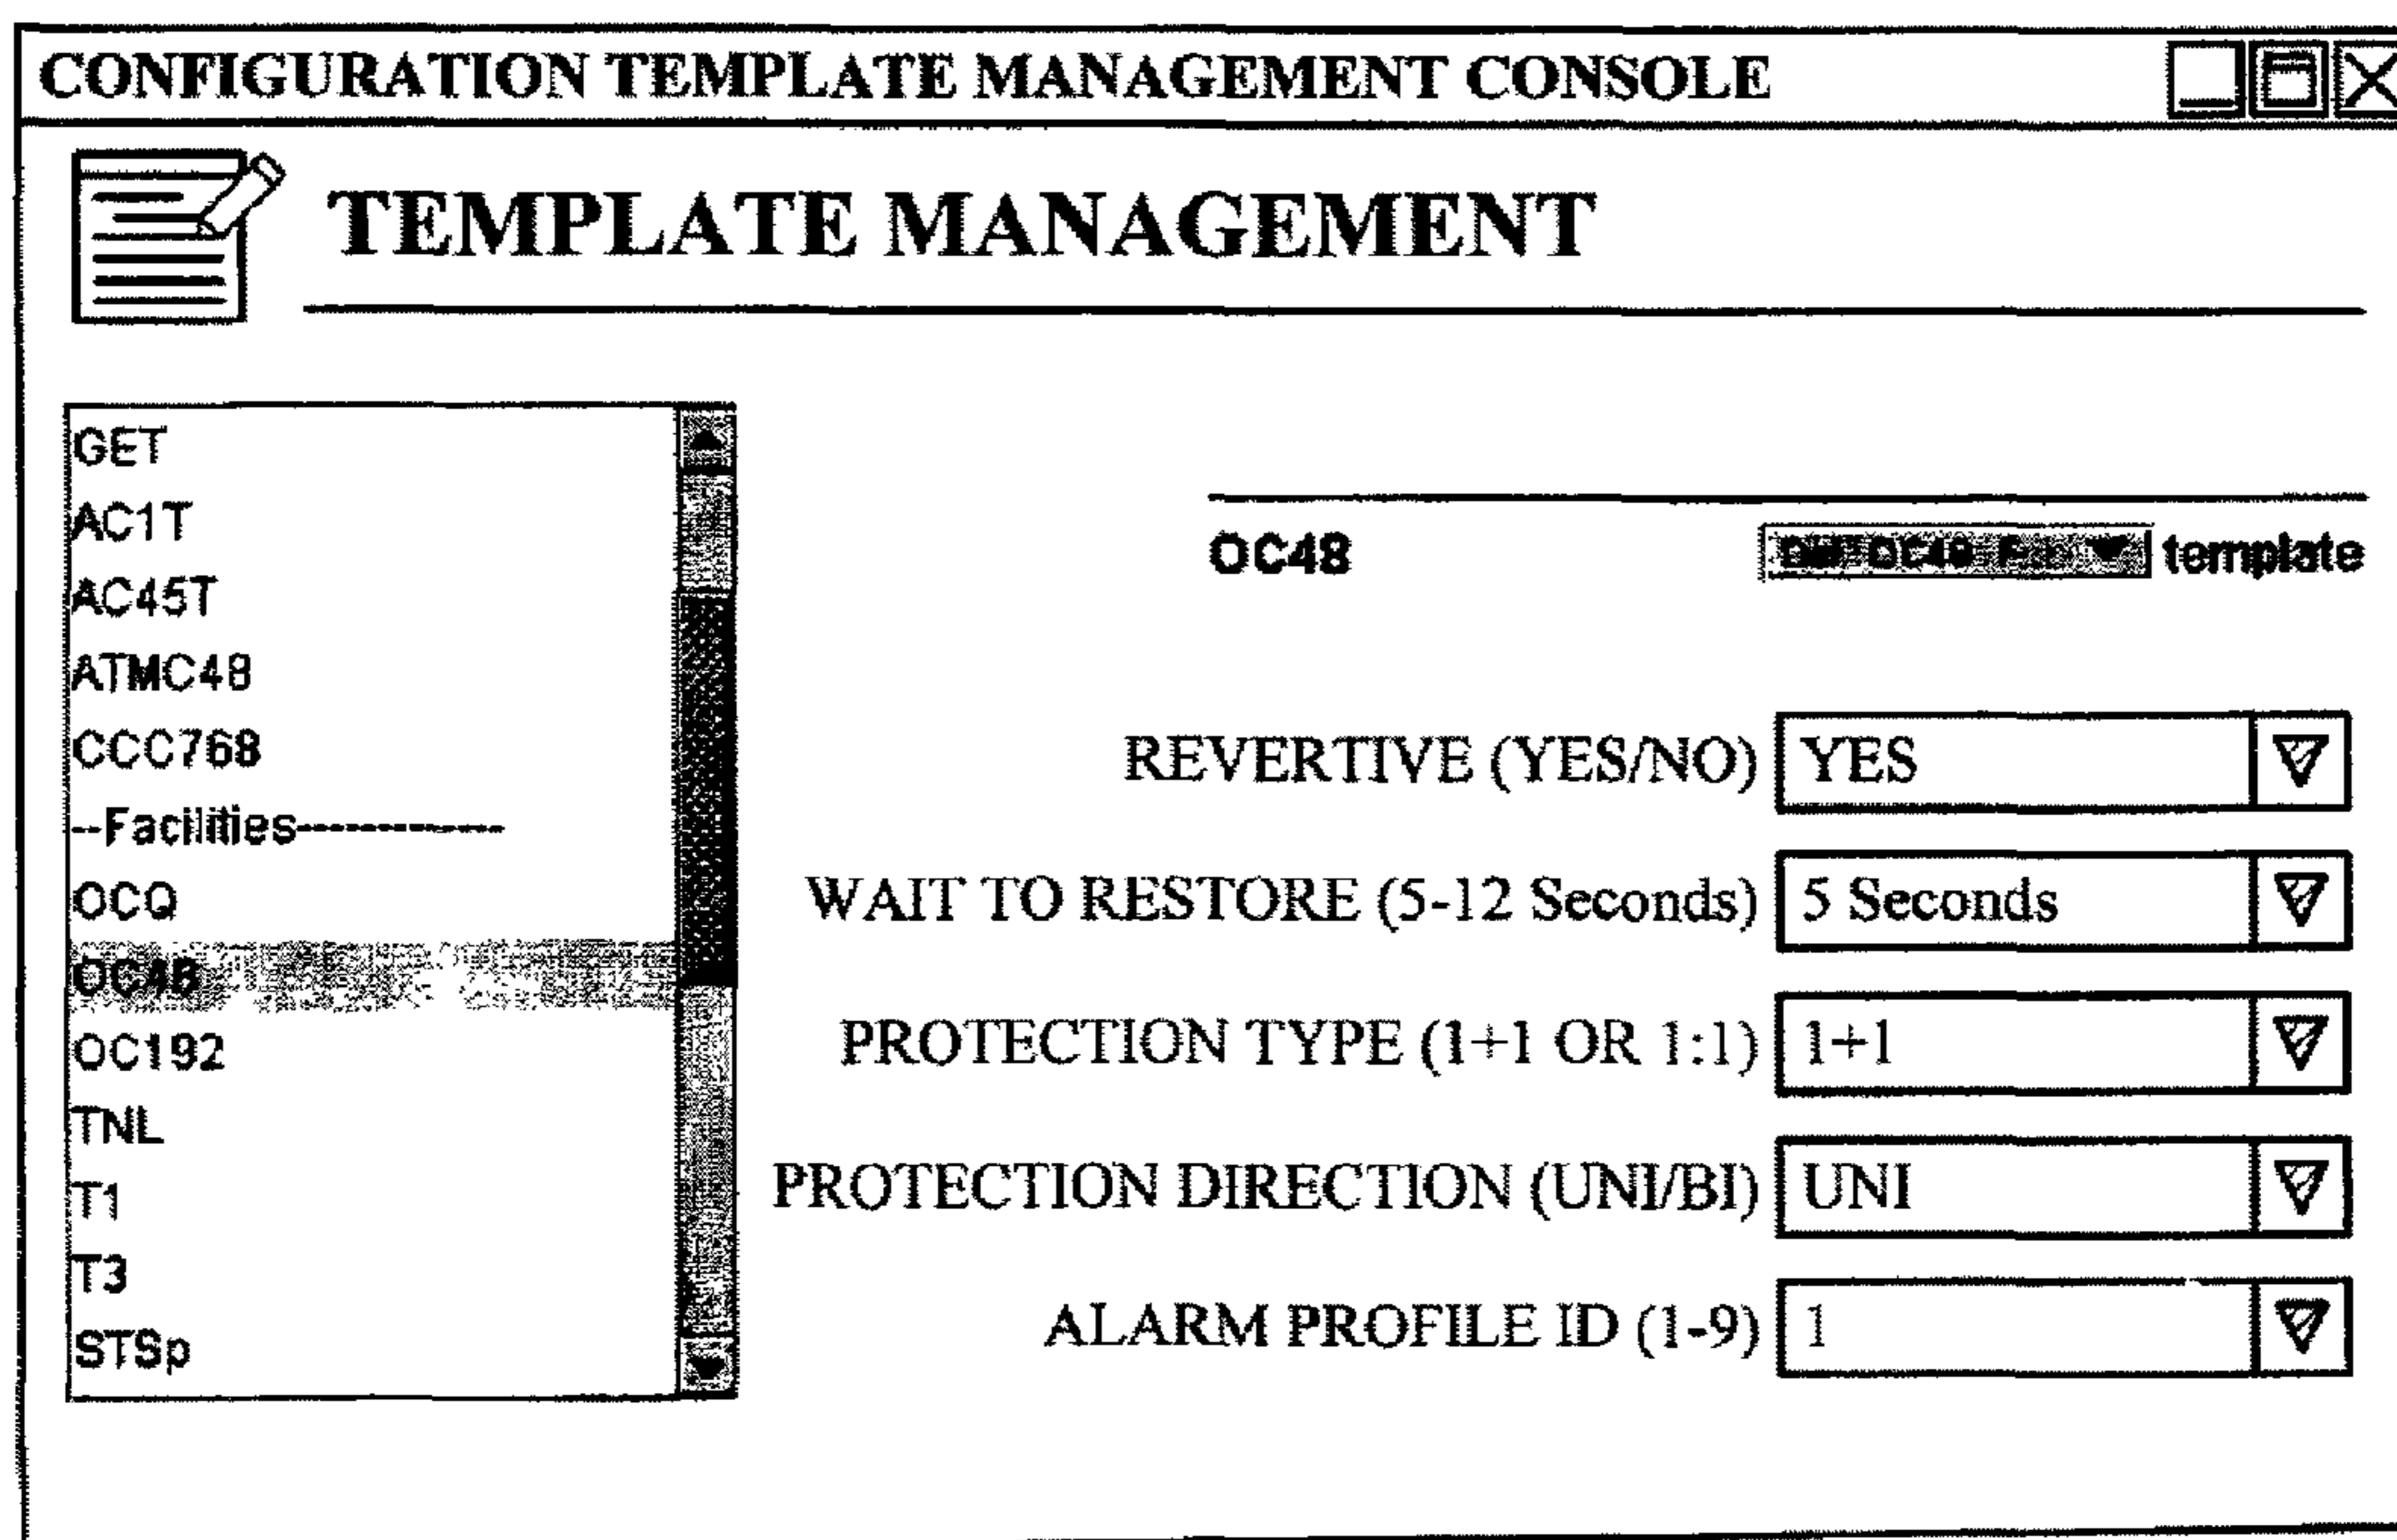 CONFIGURATION TEMPLATE MANAGEMENT CONSOLE
TEMPLATE MANAGEMENT
GET
AC1T
AC45T
ATMC48
CCC768
--Facilities-------------
OCQ
OC48
OC192
TNL
T1
T3
STSp
OC48 template
REVERTIVE (YES/NO) YES
WAIT TO RESTORE (5-12 Seconds) 5 Seconds
PROTECTION TYPE (1+1 OR 1:1) 1+1
PROTECTION DIRECTION (UNI/BI) UNI
ALARM PROFILE ID (1-9) 1